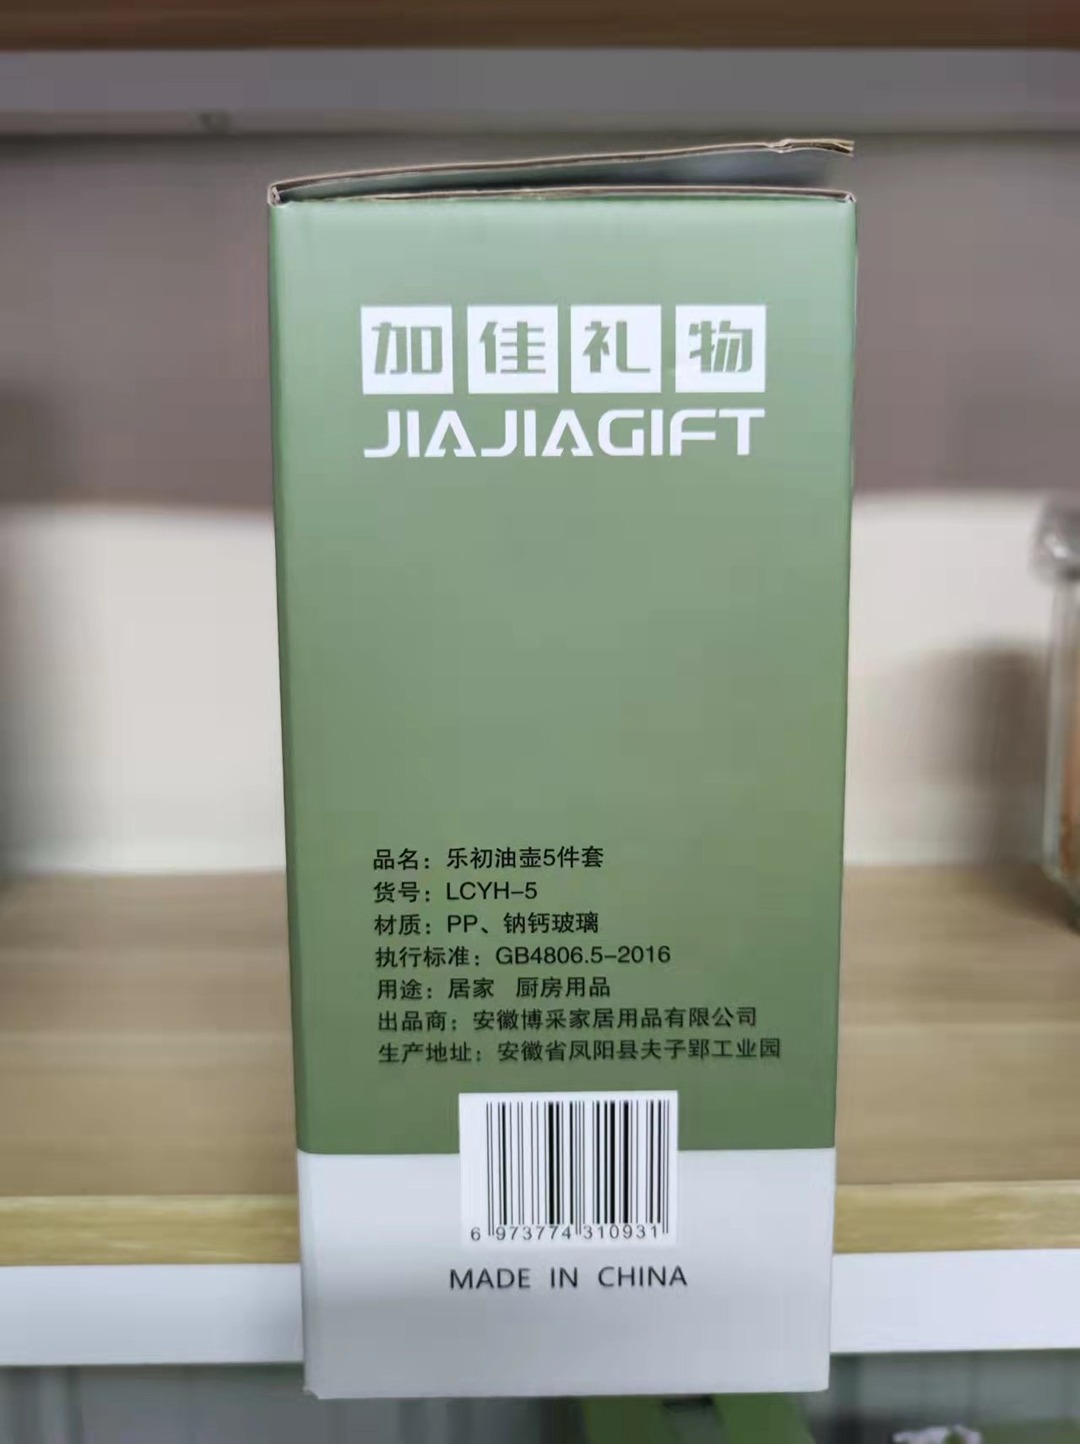 加佳礼物
JIAJIAGIFT
品名：乐初油壶5件套
货号：LCYH-5
材质：PP、钠钙玻璃
执行标准：GB4806.5-2016
用途：居家 厨房用品
出品商：安徽博采家居用品有限公司
生产地址：安徽省凤阳县夫子郢工业园
6 973774 310931
MADE IN CHINA